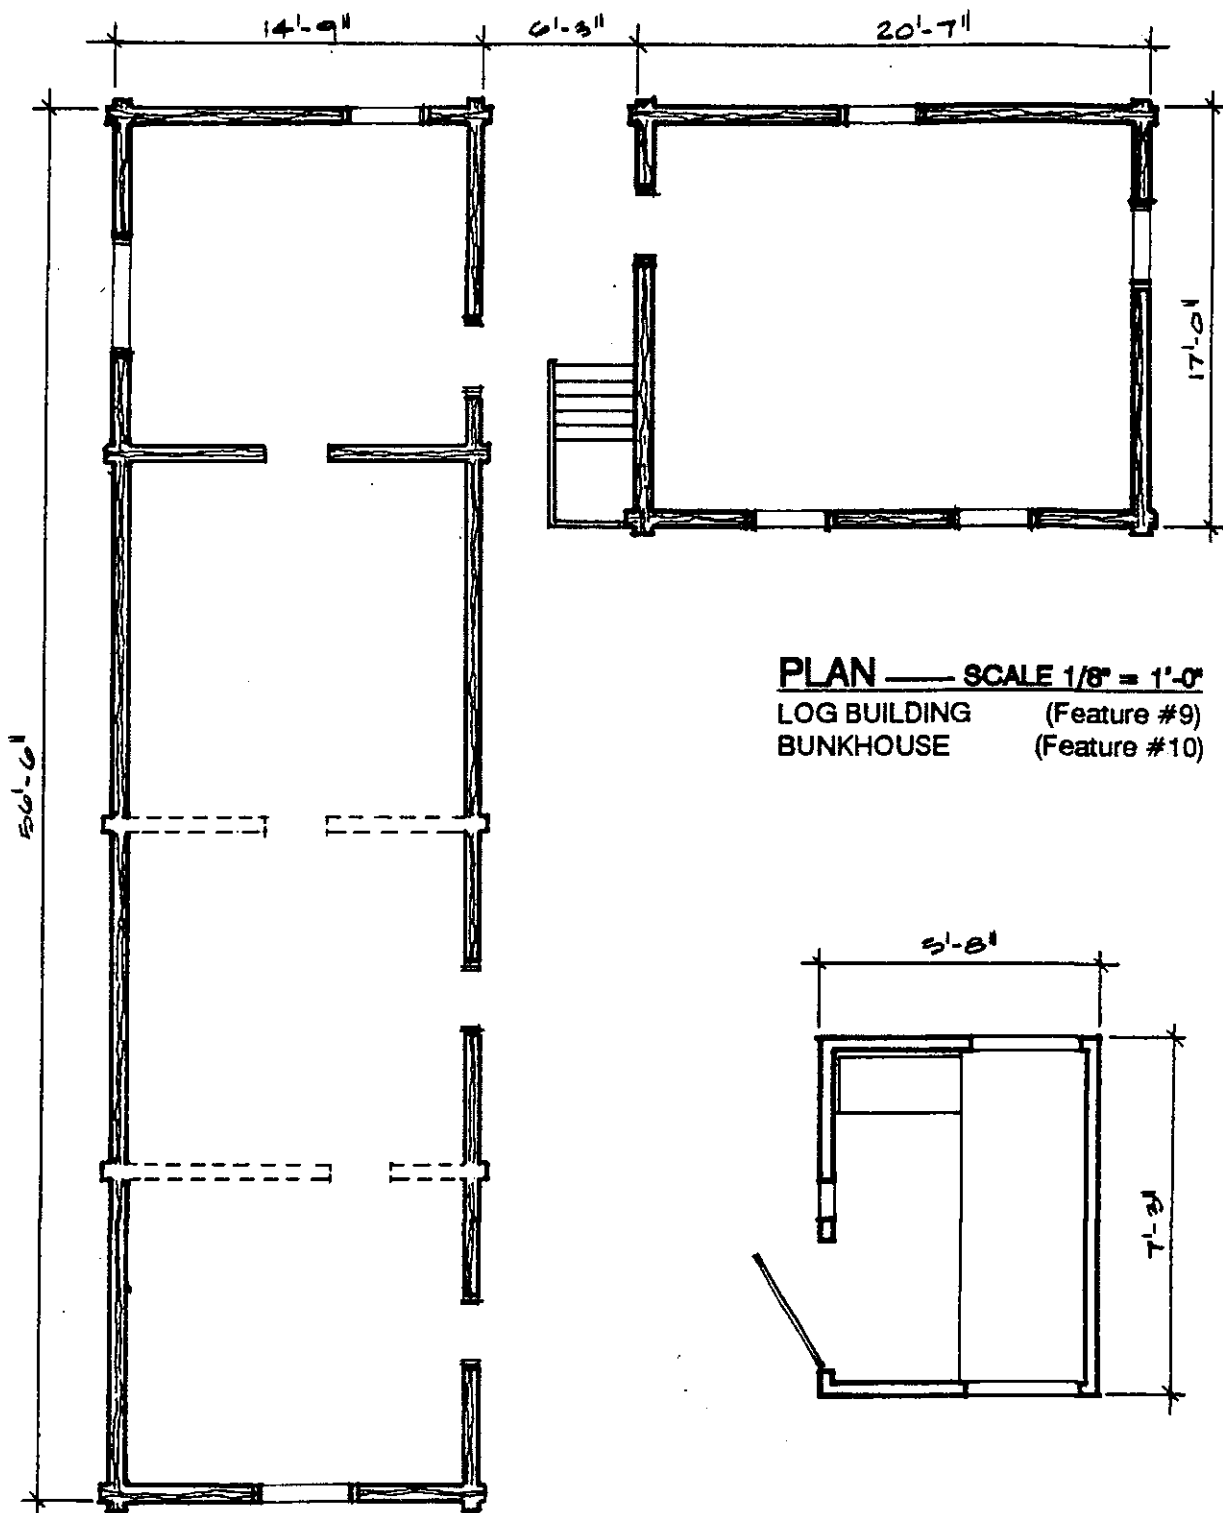 14'-9" 6'-3" 20'-7"
17'-0"
PLAN —— SCALE 1/8" = 1'-0"
LOG BUILDING (Feature #9)
BUNKHOUSE (Feature #10)
56'-6"
5'-8"
7'-3"